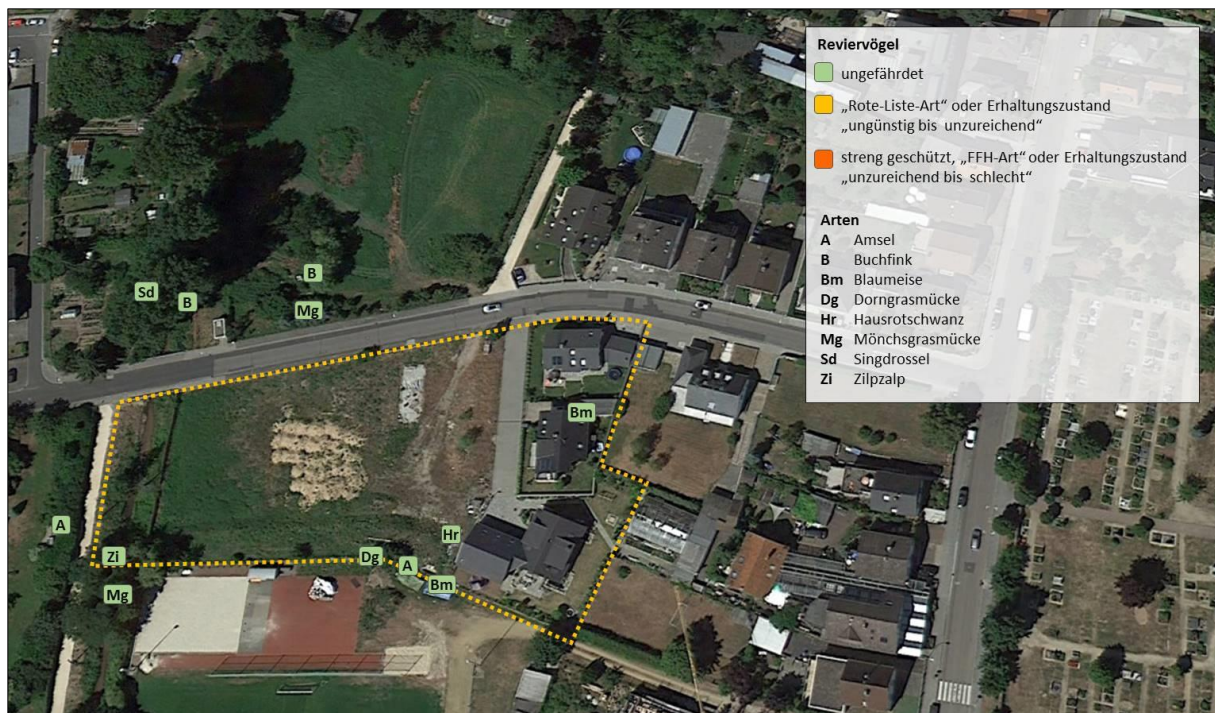 Reviervögel
ungefährdet
„Rote-Liste-Art“ oder Erhaltungszustand
„ungünstig bis unzureichend“
streng geschützt, „FFH-Art“ oder Erhaltungszustand
„unzureichend bis schlecht“
Arten
A Amsel
B Buchfink
Bm Blaumeise
Dg Dorngrasmücke
Hr Hausrotschwanz
Mg Mönchsgrasmücke
Sd Singdrossel
Zi Zilpzalp
B
Sd
B
Mg
Bm
A
Hr
Zi
Dg
A
Bm
Mg